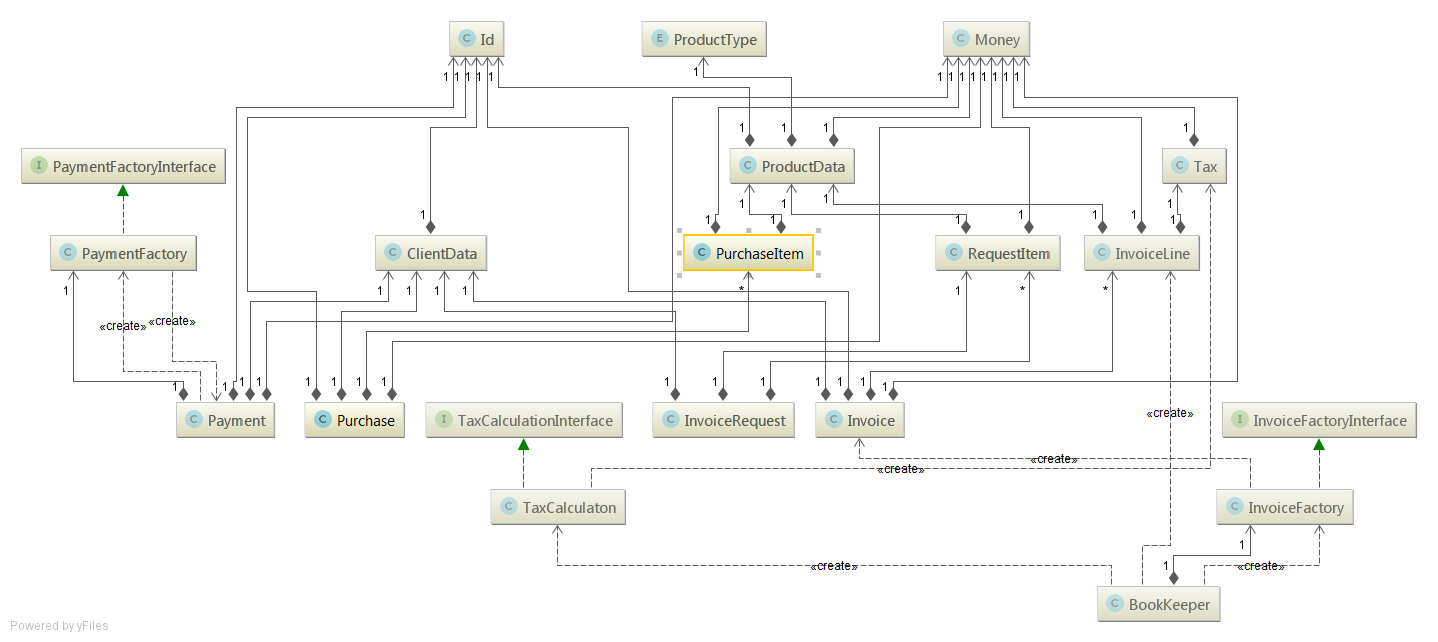 C Id
E ProductType
C Money
1 1 1 1 1
1
1 1 1 1 1 1 1 1
1 1 1
1
I PaymentFactoryInterface
C ProductData
C Tax
1
1 1 1
1 1
1 1
1 1
1 1 1
C PaymentFactory
C ClientData
C PurchaseItem
C RequestItem
C InvoiceLine
1
1 1 1 1
*
1 *
*
«create» «create»
1 1 1 1
1 1 1 1
1 1 1
1 1 1 1
C Payment
C Purchase
I TaxCalculationInterface
C InvoiceRequest
C Invoice
«create»
I InvoiceFactoryInterface
«create»
«create»
C TaxCalculaton
C InvoiceFactory
1
1
«create»
«create»
C BookKeeper
Powered by yFiles